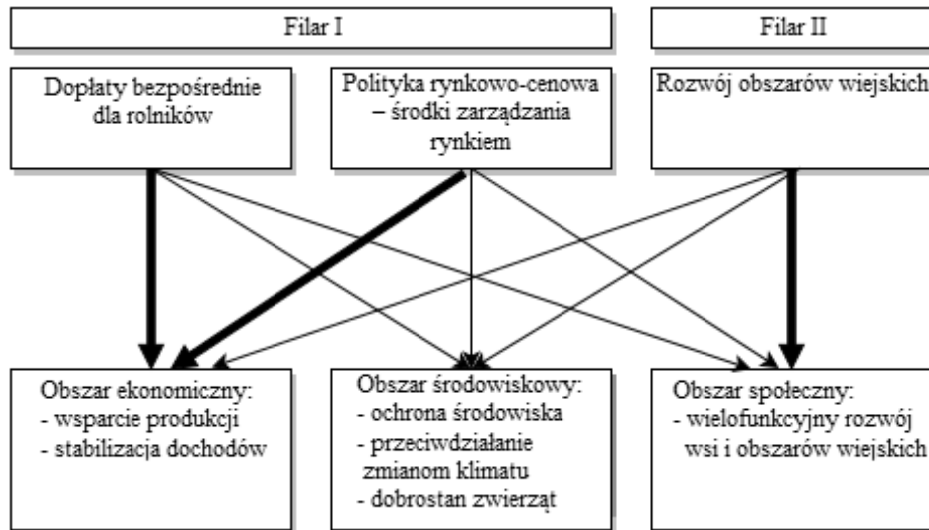 Filar I
Filar II
Dopłaty bezpośrednie
dla rolników
Polityka rynkowo-cenowa
– środki zarządzania
rynkiem
Rozwój obszarów wiejskich
Obszar ekonomiczny:
- wsparcie produkcji
- stabilizacja dochodów
Obszar środowiskowy:
- ochrona środowiska
- przeciwdziałanie
zmianom klimatu
- dobrostan zwierząt
Obszar społeczny:
- wielofunkcyjny rozwój
wsi i obszarów wiejskich